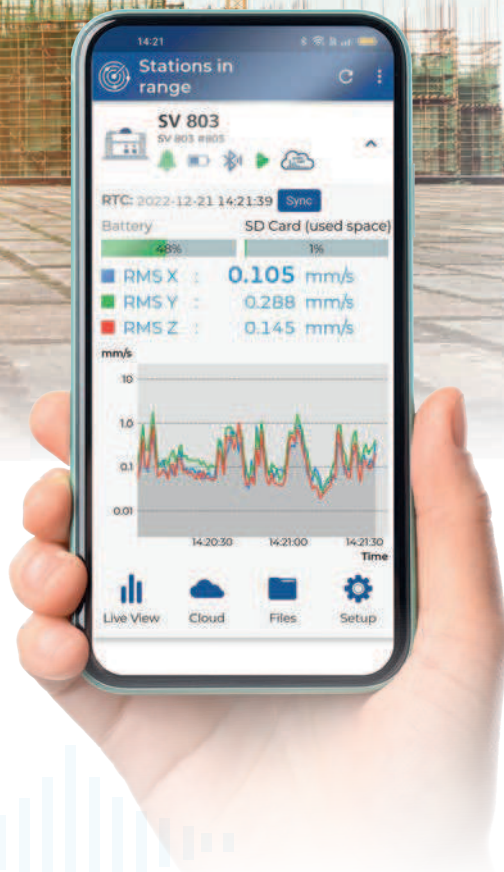 14:21
Stations in
range
SV 803
SV 803 #805
RTC: 2022-12-21 14:21:39 Sync
Battery SD Card (used space)
48% 1%
RMS X : 0.105 mm/s
RMS Y : 0.288 mm/s
RMS Z : 0.145 mm/s
mm/s
10
1.0
0.1
0.01
14:20:30 14:21:00 14:21:30
Time
Live View Cloud Files Setup